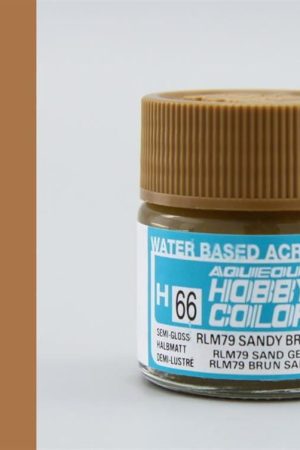 WATER BASED ACR
AQUEOU
HOBBY
COLOR
H 66
SEMI-GLOSS
HALBMATT
DEMI-LUSTRÉ
RLM79 SANDY BR
RLM79 SAND GE
RLM79 BRUN SA